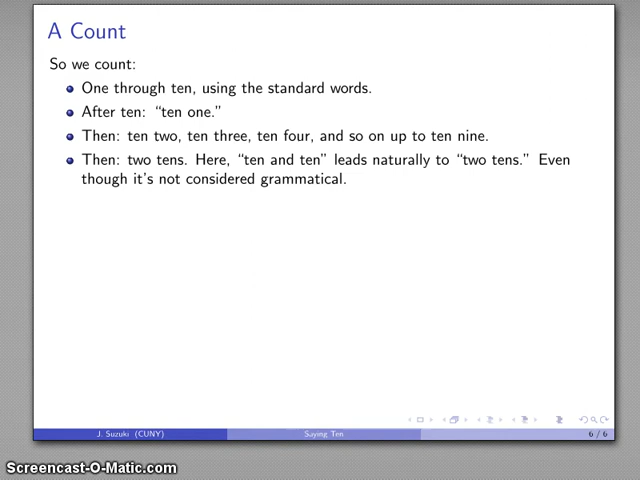 A Count
So we count:
One through ten, using the standard words.
After ten: “ten one.”
Then: ten two, ten three, ten four, and so on up to ten nine.
Then: two tens. Here, “ten and ten” leads naturally to “two tens.” Even
though it’s not considered grammatical.
J. Suzuki (CUNY)
Saying Ten
6 / 6
Screencast-O-Matic.com